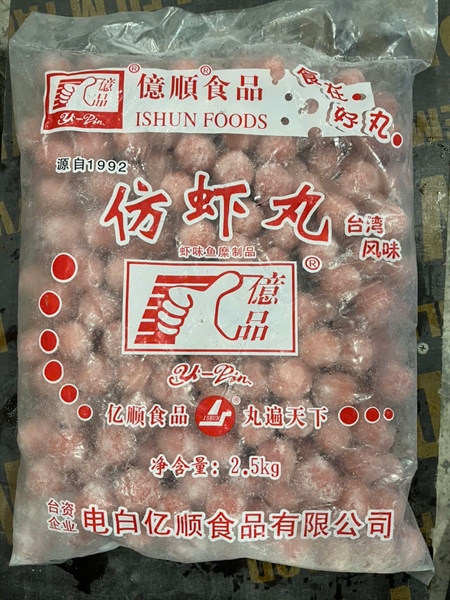 億順®食品®
ISHUN FOODS®
億品
Yi-Pin
食在好丸
源自1992
仿虾丸
台湾风味
虾味鱼糜制品
億品®
Yi-Pin
亿顺食品 ISHUN® 丸遍天下
净含量：2.5kg
台资企业 电白亿顺食品有限公司